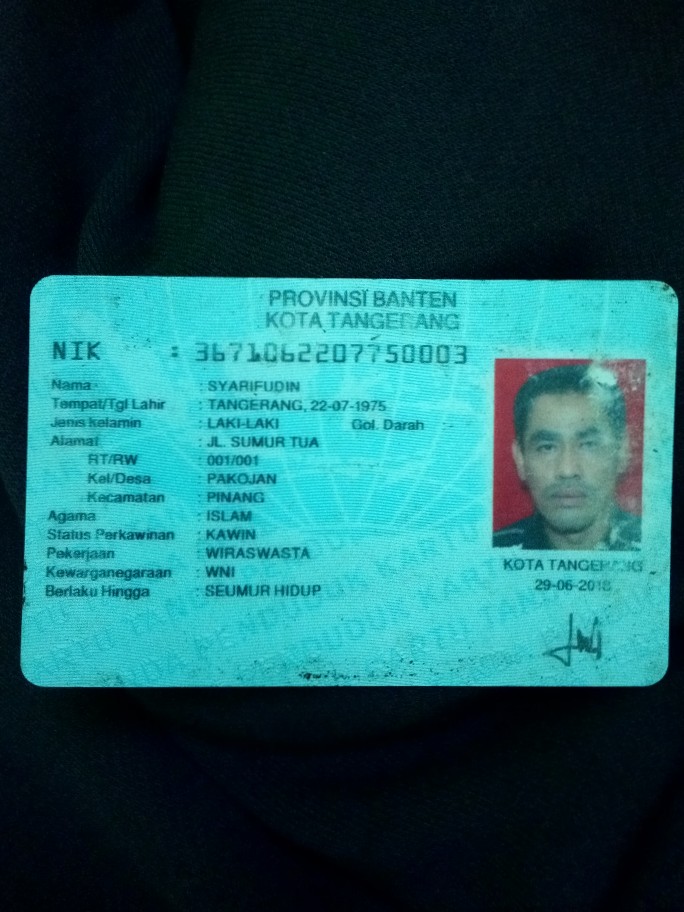 PROVINSI BANTEN
KOTA TANGERANG
NIK : 3671062207750003
Nama : SYARIFUDIN
Tempat/Tgl Lahir : TANGERANG, 22-07-1975
Jenis kelamin : LAKI-LAKI Gol. Darah
Alamat : JL. SUMUR TUA
RT/RW : 001/001
Kel/Desa : PAKOJAN
Kecamatan : PINANG
Agama : ISLAM
Status Perkawinan : KAWIN
Pekerjaan : WIRASWASTA
Kewarganegaraan : WNI
Berlaku Hingga : SEUMUR HIDUP
KOTA TANGERANG
29-06-2018